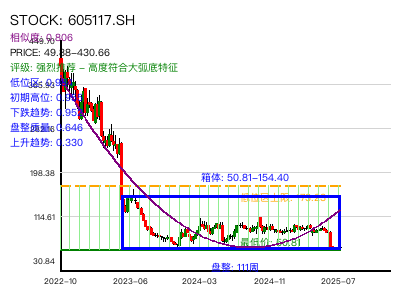 STOCK: 605117.SH
相似度: 0.806
449.70
PRICE: 49.88-430.66
评级: 强烈推荐 - 高度符合大弧底特征
低位区: 0.9
365.93
初期高位:
下跌趋势: 0.95
盘整质量: 0.646
上升趋势: 0.330
198.38
箱体: 50.81-154.40
114.61
最低价:
30.84
盘整: 111周
2022-10
2023-06
2024-03
2024-11
2025-07